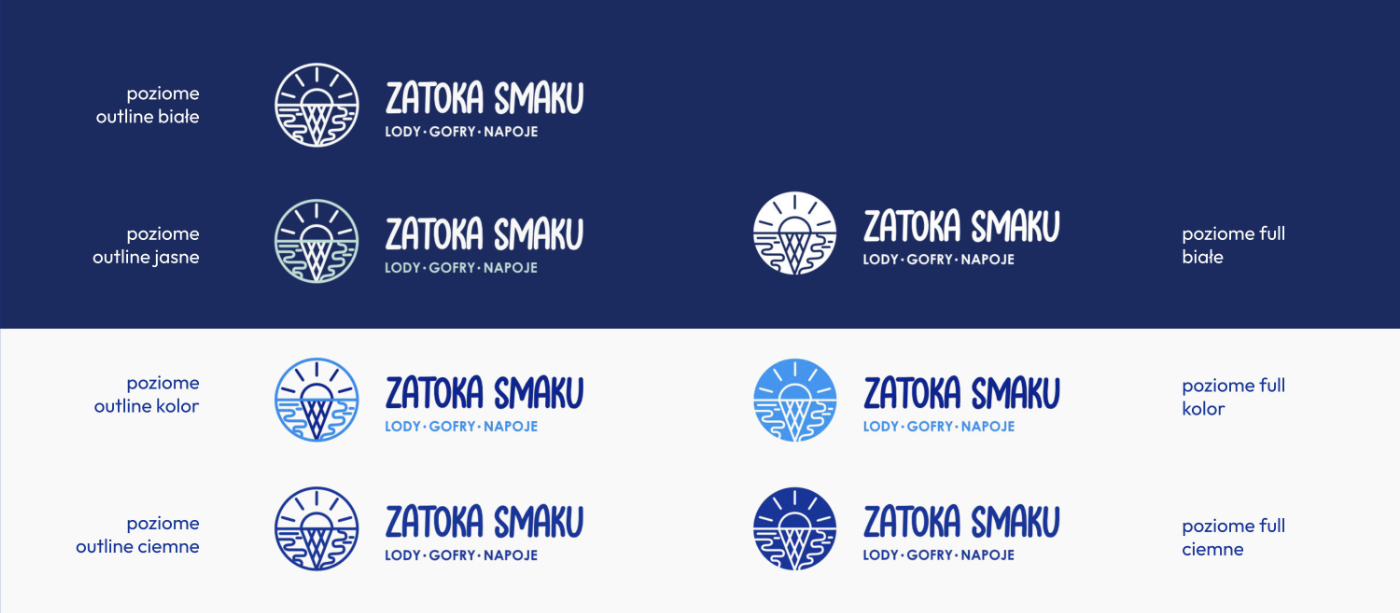 poziome
outline białe
ZATOKA SMAKU
LODY·GOFRY·NAPOJE
poziome
outline jasne
ZATOKA SMAKU
LODY·GOFRY·NAPOJE
ZATOKA SMAKU
LODY·GOFRY·NAPOJE
poziome full
białe
poziome
outline kolor
ZATOKA SMAKU
LODY·GOFRY·NAPOJE
ZATOKA SMAKU
LODY·GOFRY·NAPOJE
poziome full
kolor
poziome
outline ciemne
ZATOKA SMAKU
LODY·GOFRY·NAPOJE
ZATOKA SMAKU
LODY·GOFRY·NAPOJE
poziome full
ciemne